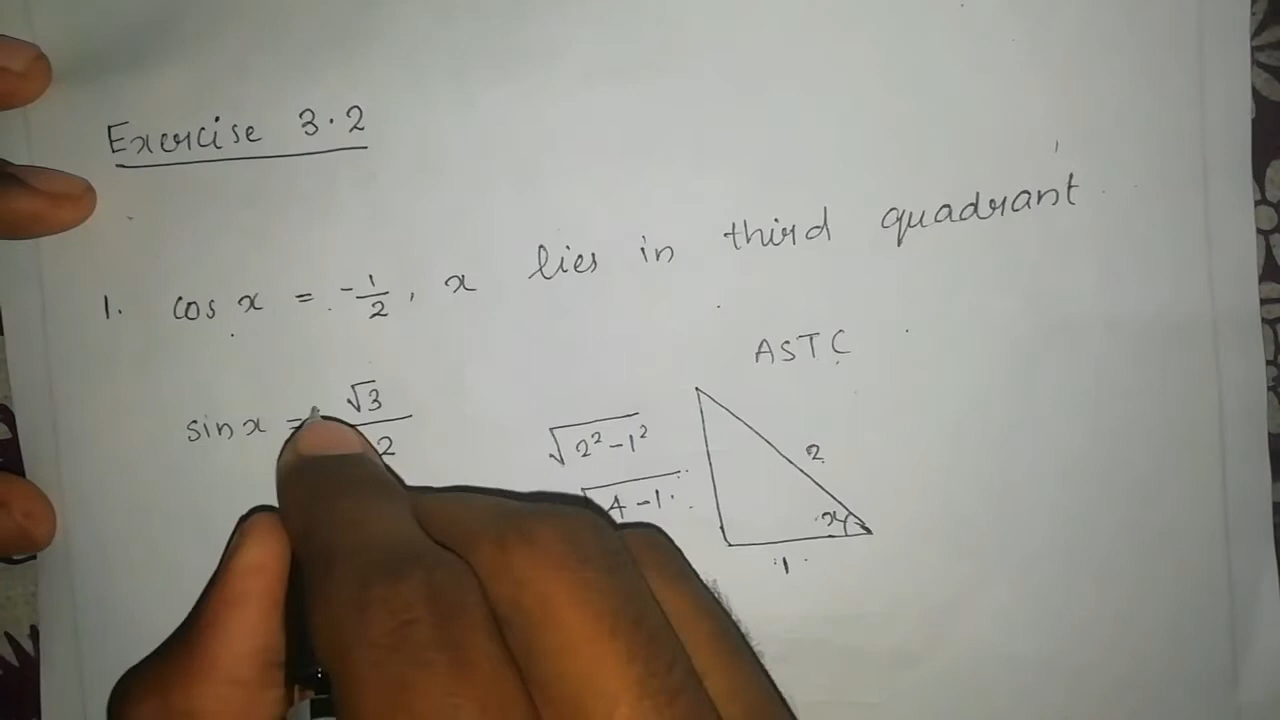 Exercise 3.2
1. cos x = -1/2, x lies in third quadrant
ASTC
sin x = √3/2
√2²-1²
4-1
2
x
1